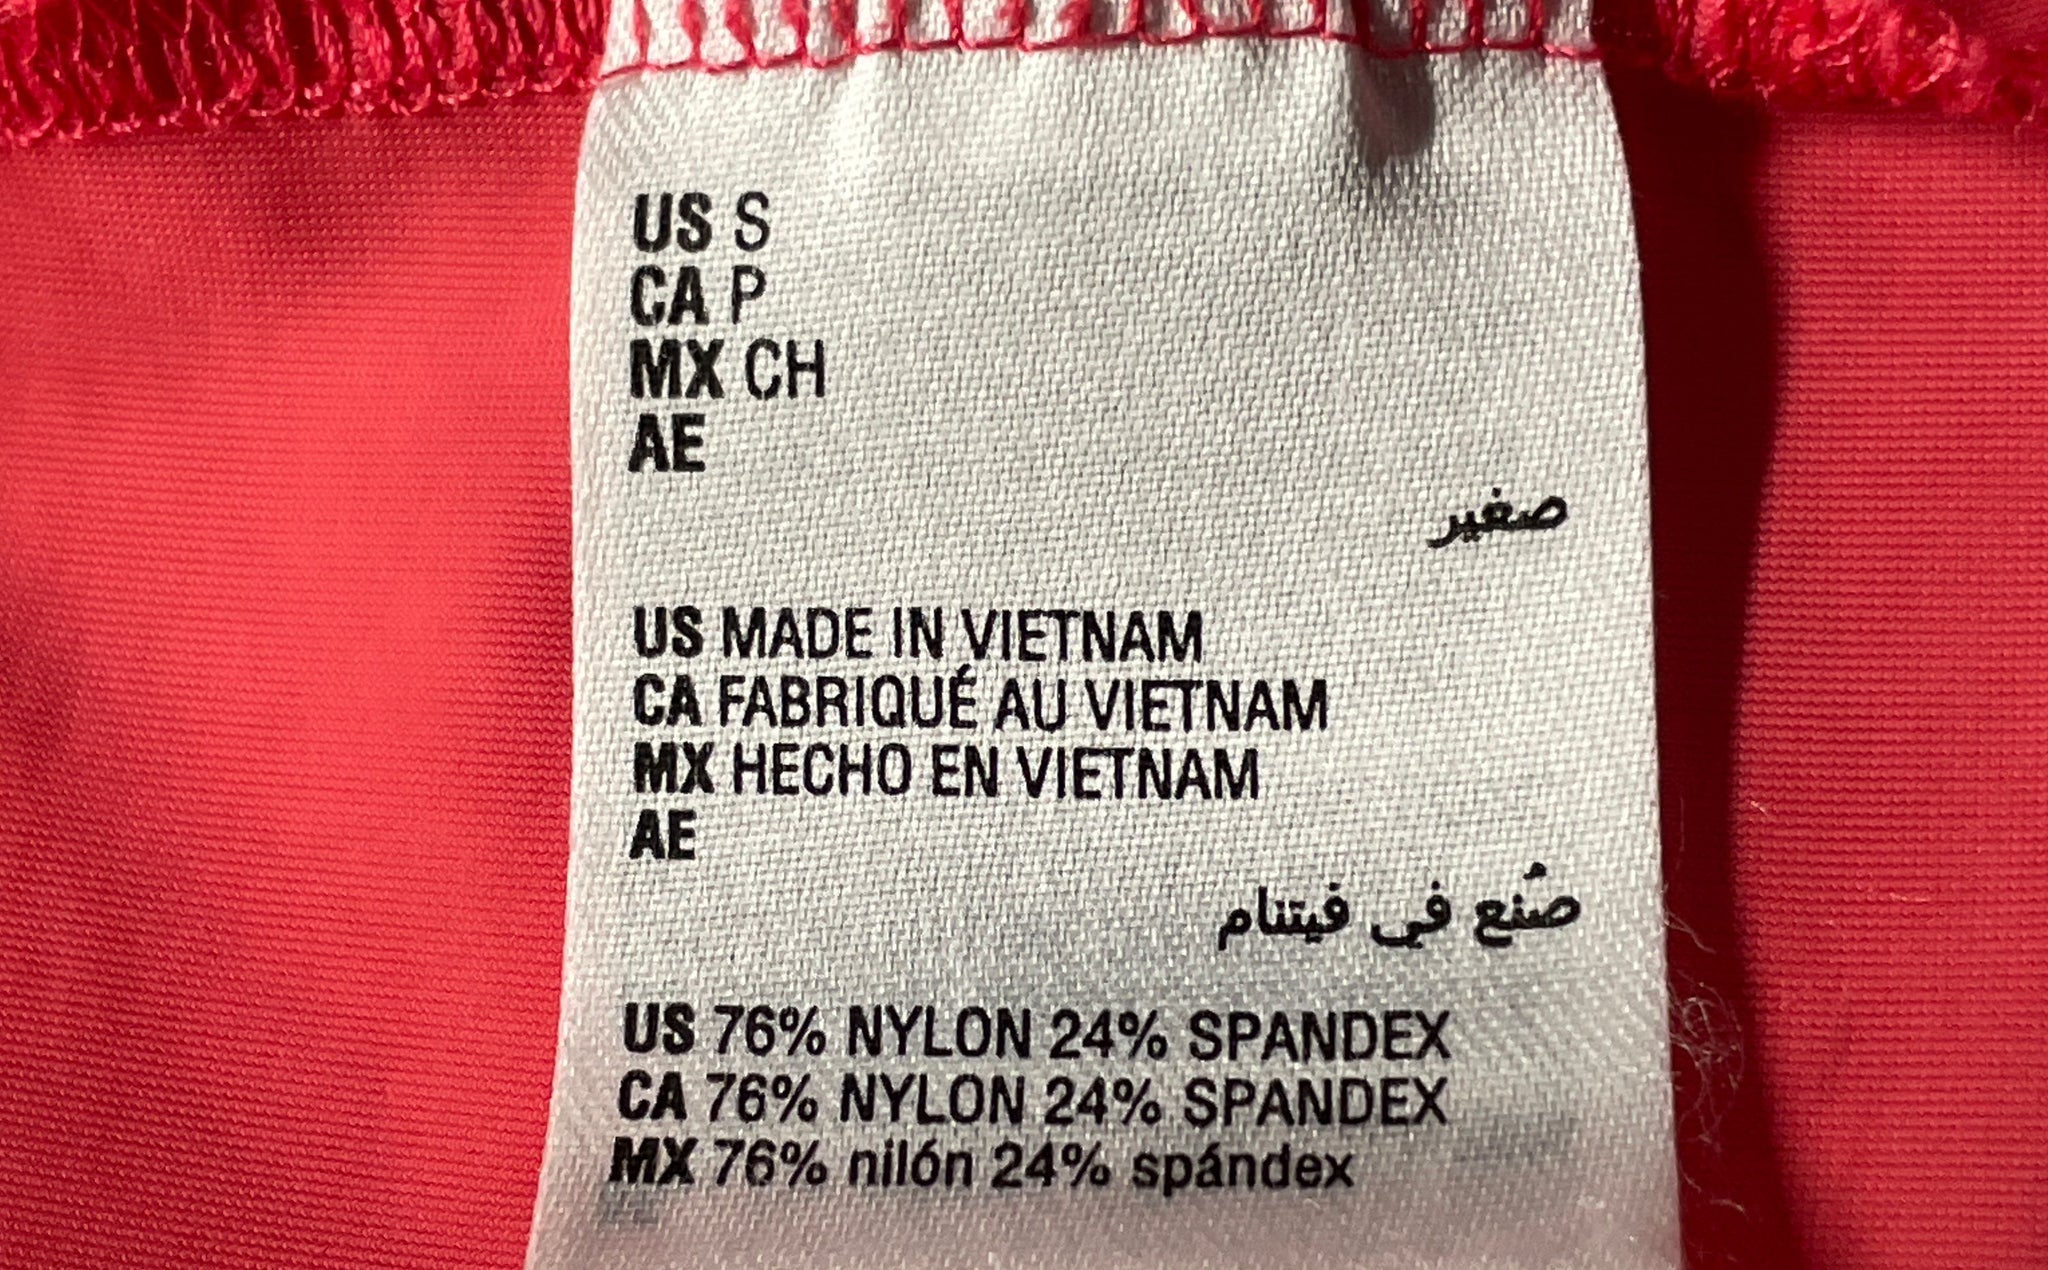 US S
CA P
MX CH
AE
صغير
US MADE IN VIETNAM
CA FABRIQUÉ AU VIETNAM
MX HECHO EN VIETNAM
AE
صُنع في فيتنام
US 76% NYLON 24% SPANDEX
CA 76% NYLON 24% SPANDEX
MX 76% nilón 24% spándex